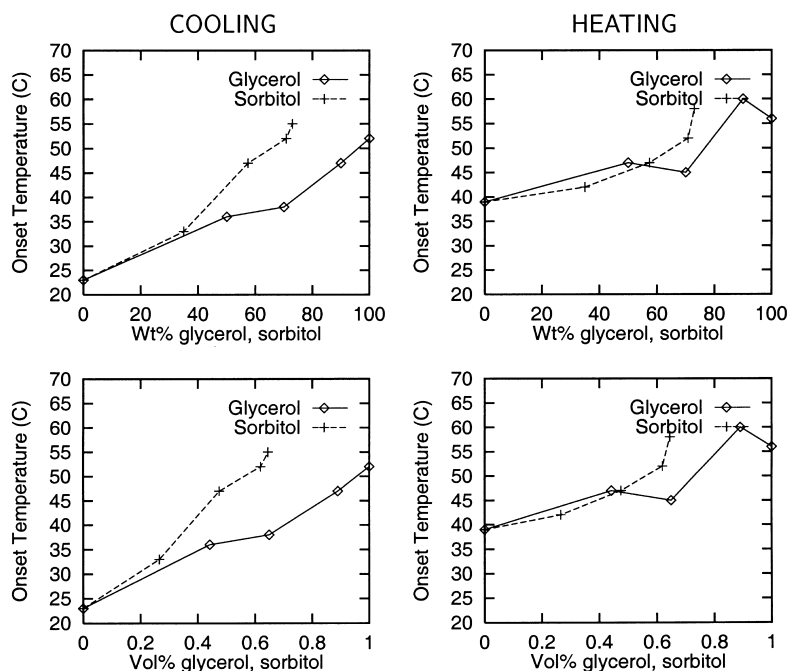 COOLING
HEATING
Onset Temperature (C)
70
65
60
55
50
45
40
35
30
25
20
Glycerol
Sorbitol
0 20 40 60 80 100
Wt% glycerol, sorbitol
Onset Temperature (C)
70
65
60
55
50
45
40
35
30
25
20
Glycerol
Sorbitol
0 20 40 60 80 100
Wt% glycerol, sorbitol
Onset Temperature (C)
70
65
60
55
50
45
40
35
30
25
20
Glycerol
Sorbitol
0 0.2 0.4 0.6 0.8 1
Vol% glycerol, sorbitol
Onset Temperature (C)
70
65
60
55
50
45
40
35
30
25
20
Glycerol
Sorbitol
0 0.2 0.4 0.6 0.8 1
Vol% glycerol, sorbitol